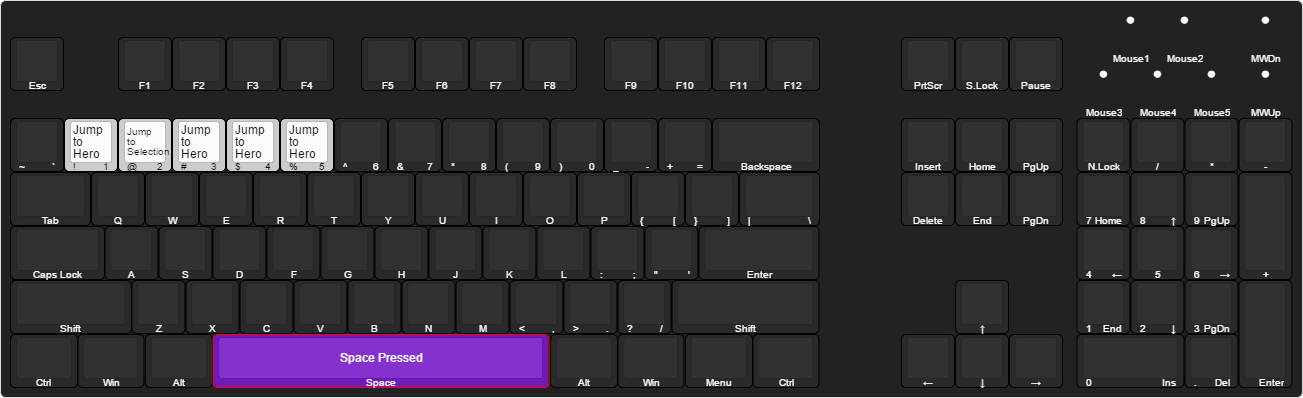 Mouse1 Mouse2 MWDn
Esc F1 F2 F3 F4 F5 F6 F7 F8 F9 F10 F11 F12 PrtScr S.Lock Pause
Mouse3 Mouse4 Mouse5 MWUp
Jump Jump Jump Jump Jump
to to to to to
Hero Selection Hero Hero Hero
~ ` ! 1 @ 2 # 3 $ 4 % 5 ^ 6 & 7 * 8 ( 9 ) 0 _ - + = Backspace Insert Home PgUp N.Lock / * -
Tab Q W E R T Y U I O P { [ } ] | \ Delete End PgDn 7 Home 8 ↑ 9 PgUp
Caps Lock A S D F G H J K L : ; " ' Enter 4 ← 5 6 → +
Shift Z X C V B N M < , > . ? / Shift ↑ 1 End 2 ↓ 3 PgDn
Space Pressed
Ctrl Win Alt Space Alt Win Menu Ctrl ← ↓ → 0 Ins . Del Enter